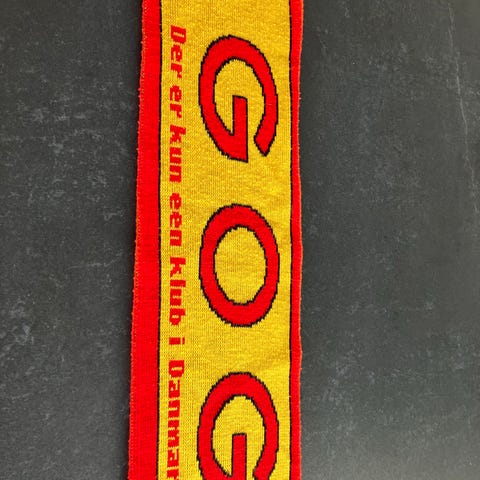 GOG
Der er kun een klub i Danmar